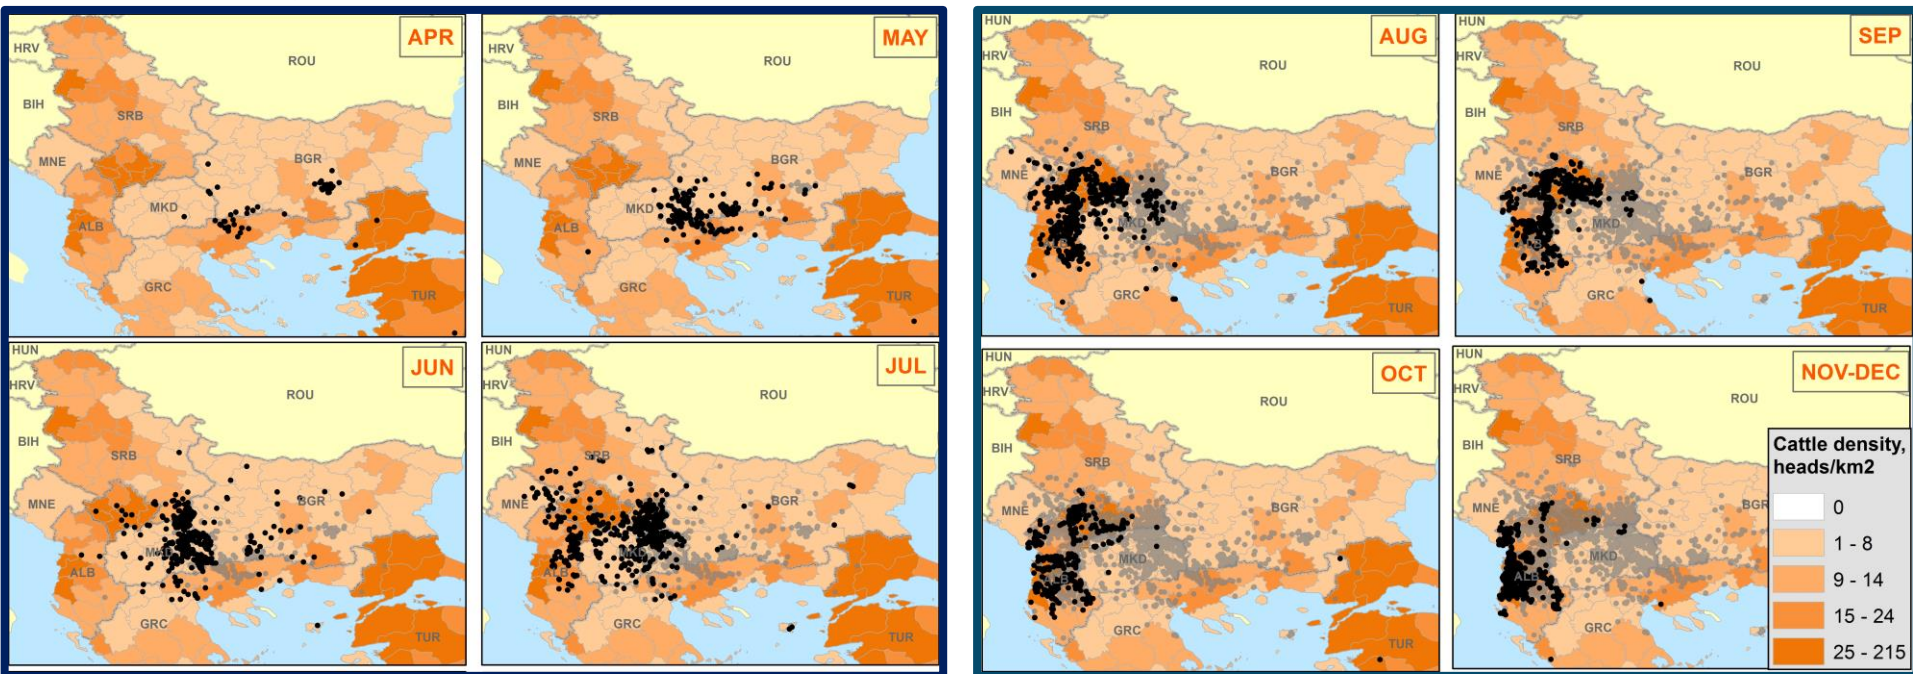 APR
HRV
ROU
BIH
SRB
MNE
BGR
MKD
ALB
GRC
TUR
MAY
HRV
ROU
BIH
SRB
MNE
BGR
MKD
ALB
GRC
TUR
HUN
AUG
HRV
ROU
BIH
SRB
MNE
BGR
MKD
GRC
TUR
HUN
SEP
HRV
ROU
BIH
SRB
MNE
BGR
MKD
ALB
GRC
TUR
HUN
JUN
HRV
ROU
BIH
SRB
MNE
BGR
MKD
ALB
GRC
TUR
HUN
JUL
HRV
ROU
BIH
SRB
MNE
BGR
MKD
ALB
GRC
TUR
HUN
OCT
HRV
ROU
BIH
SRB
MNE
BGR
MKD
ALB
GRC
TUR
HUN
NOV-DEC
HRV
ROU
BIH
SRB
MNE
BGR
MKD
ALB
GRC
Cattle density,
heads/km2
0
1 - 8
9 - 14
15 - 24
25 - 215